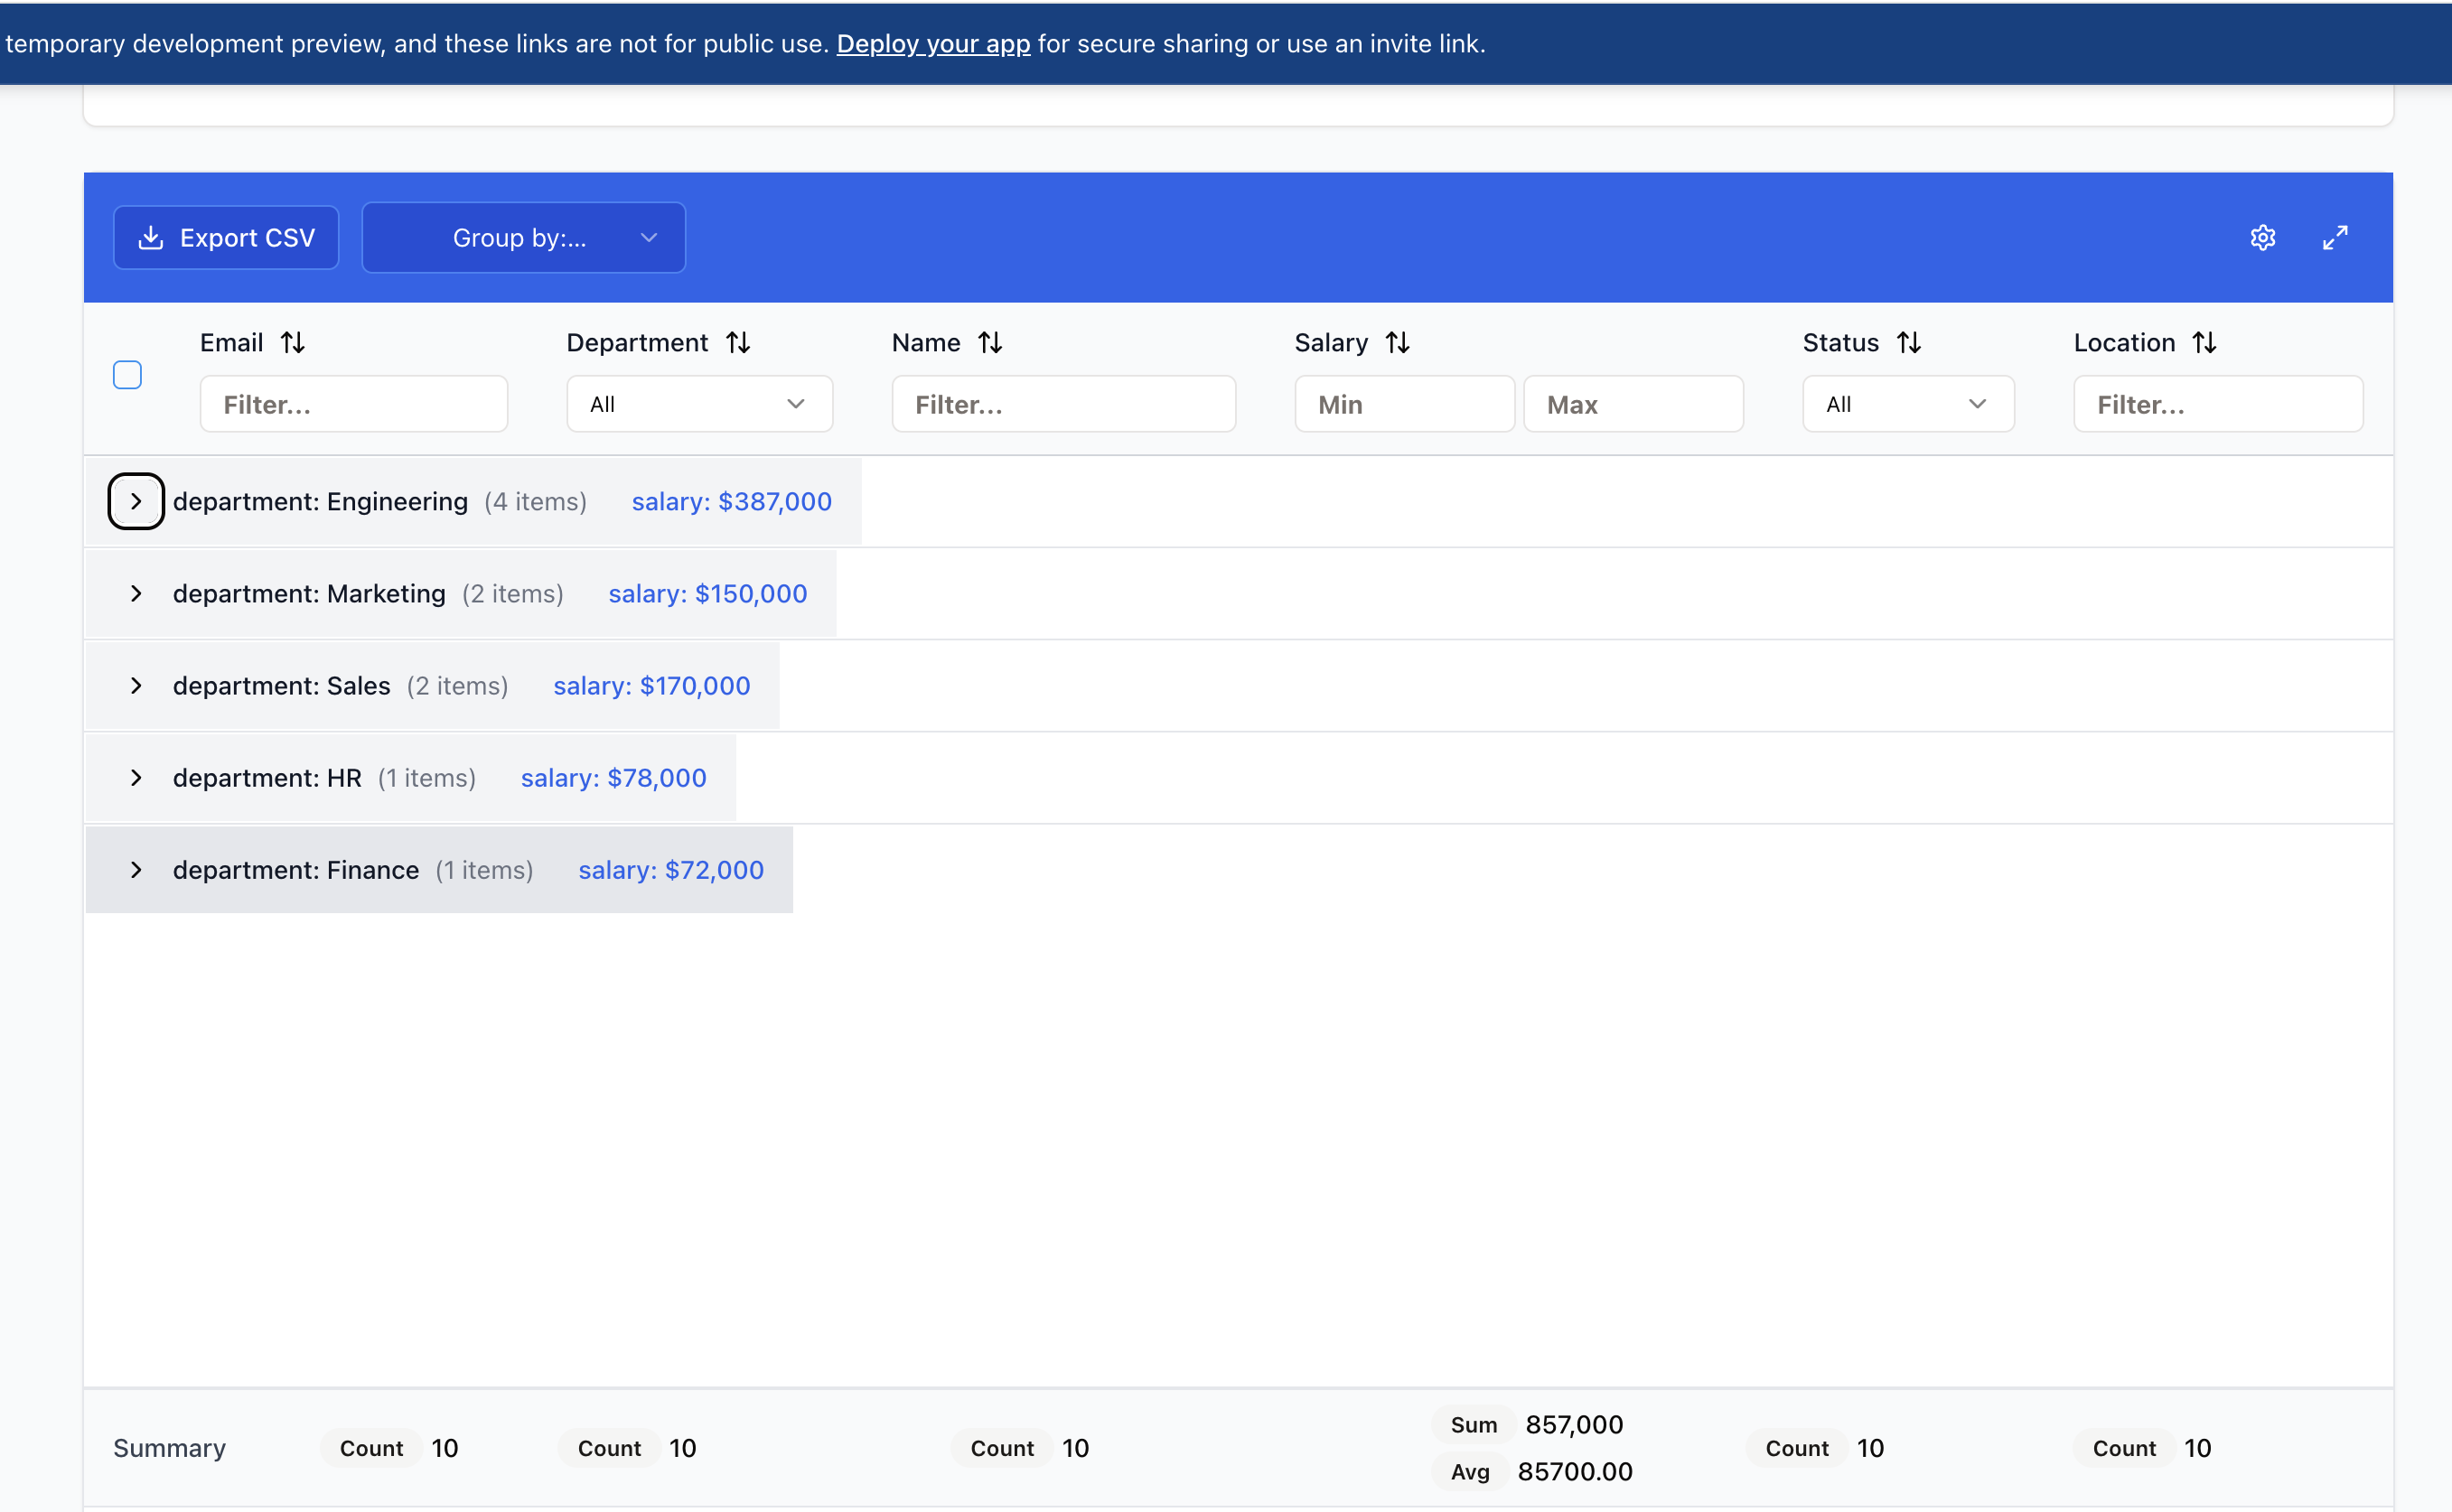 temporary development preview, and these links are not for public use. Deploy your app for secure sharing or use an invite link.
Export CSV Group by:...
Email Department Name Salary Status Location
Filter... All Filter... Min Max All Filter...
department: Engineering (4 items) salary: $387,000
department: Marketing (2 items) salary: $150,000
department: Sales (2 items) salary: $170,000
department: HR (1 items) salary: $78,000
department: Finance (1 items) salary: $72,000
Summary Count 10 Count 10 Count 10 Sum 857,000 Count 10 Count 10
Avg 85700.00